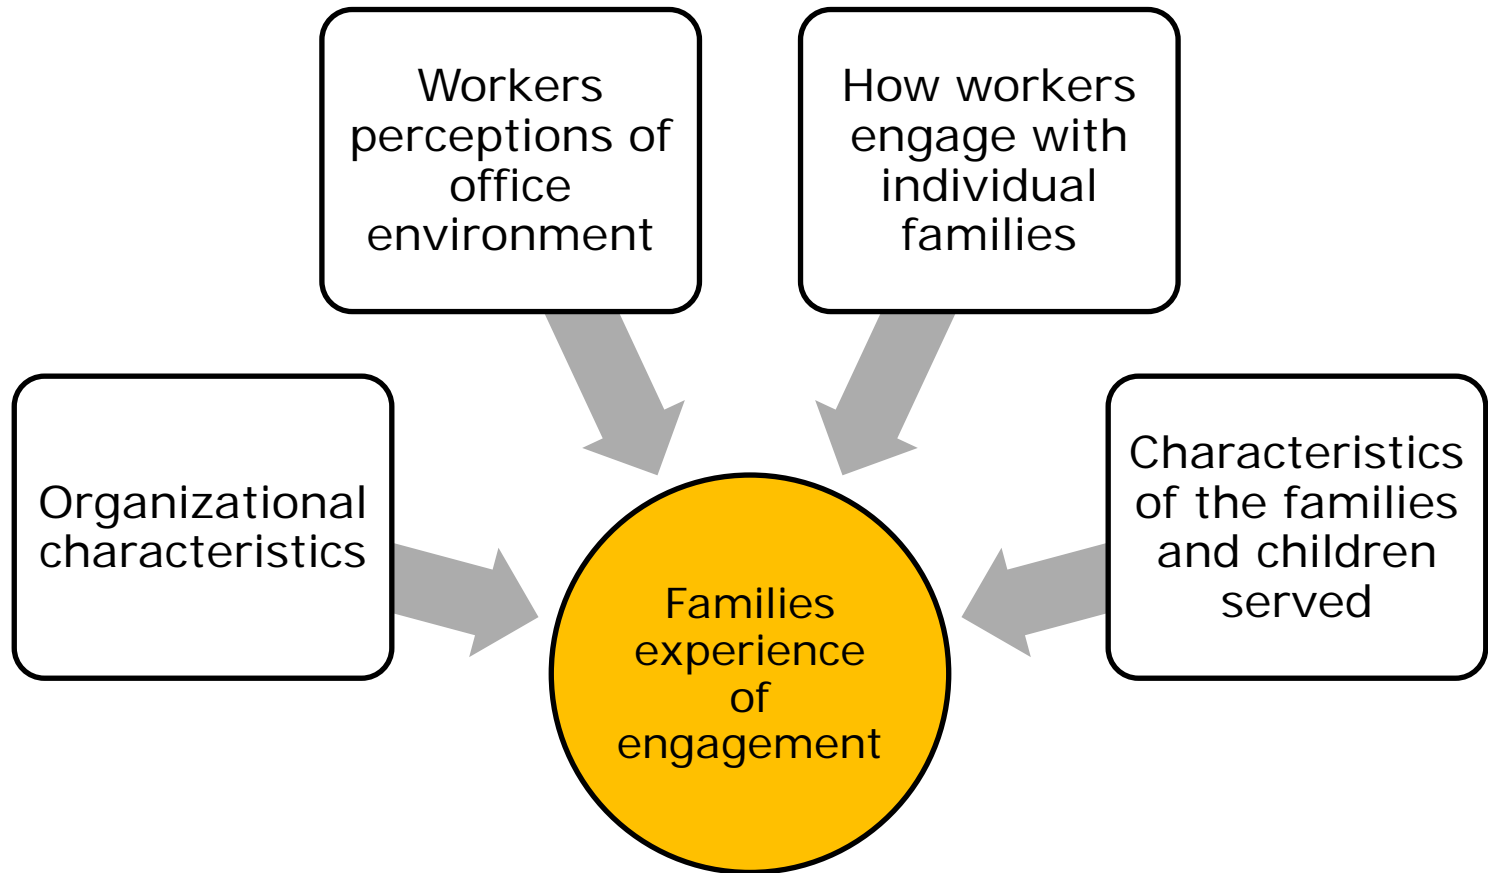 Workers
perceptions of
office
environment
How workers
engage with
individual
families
Organizational
characteristics
Characteristics
of the families
and children
served
Families
experience
of
engagement